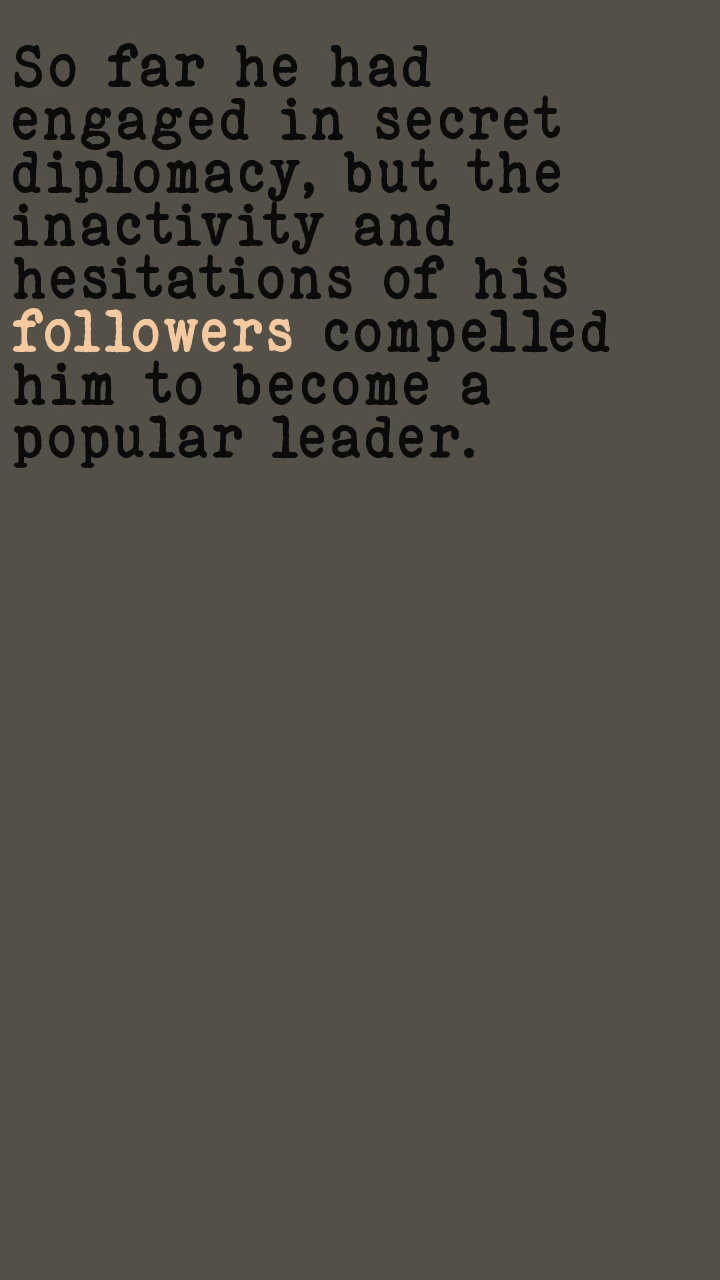 So far he had
engaged in secret
diplomacy, but the
inactivity and
hesitations of his
followers compelled
him to become a
popular leader.